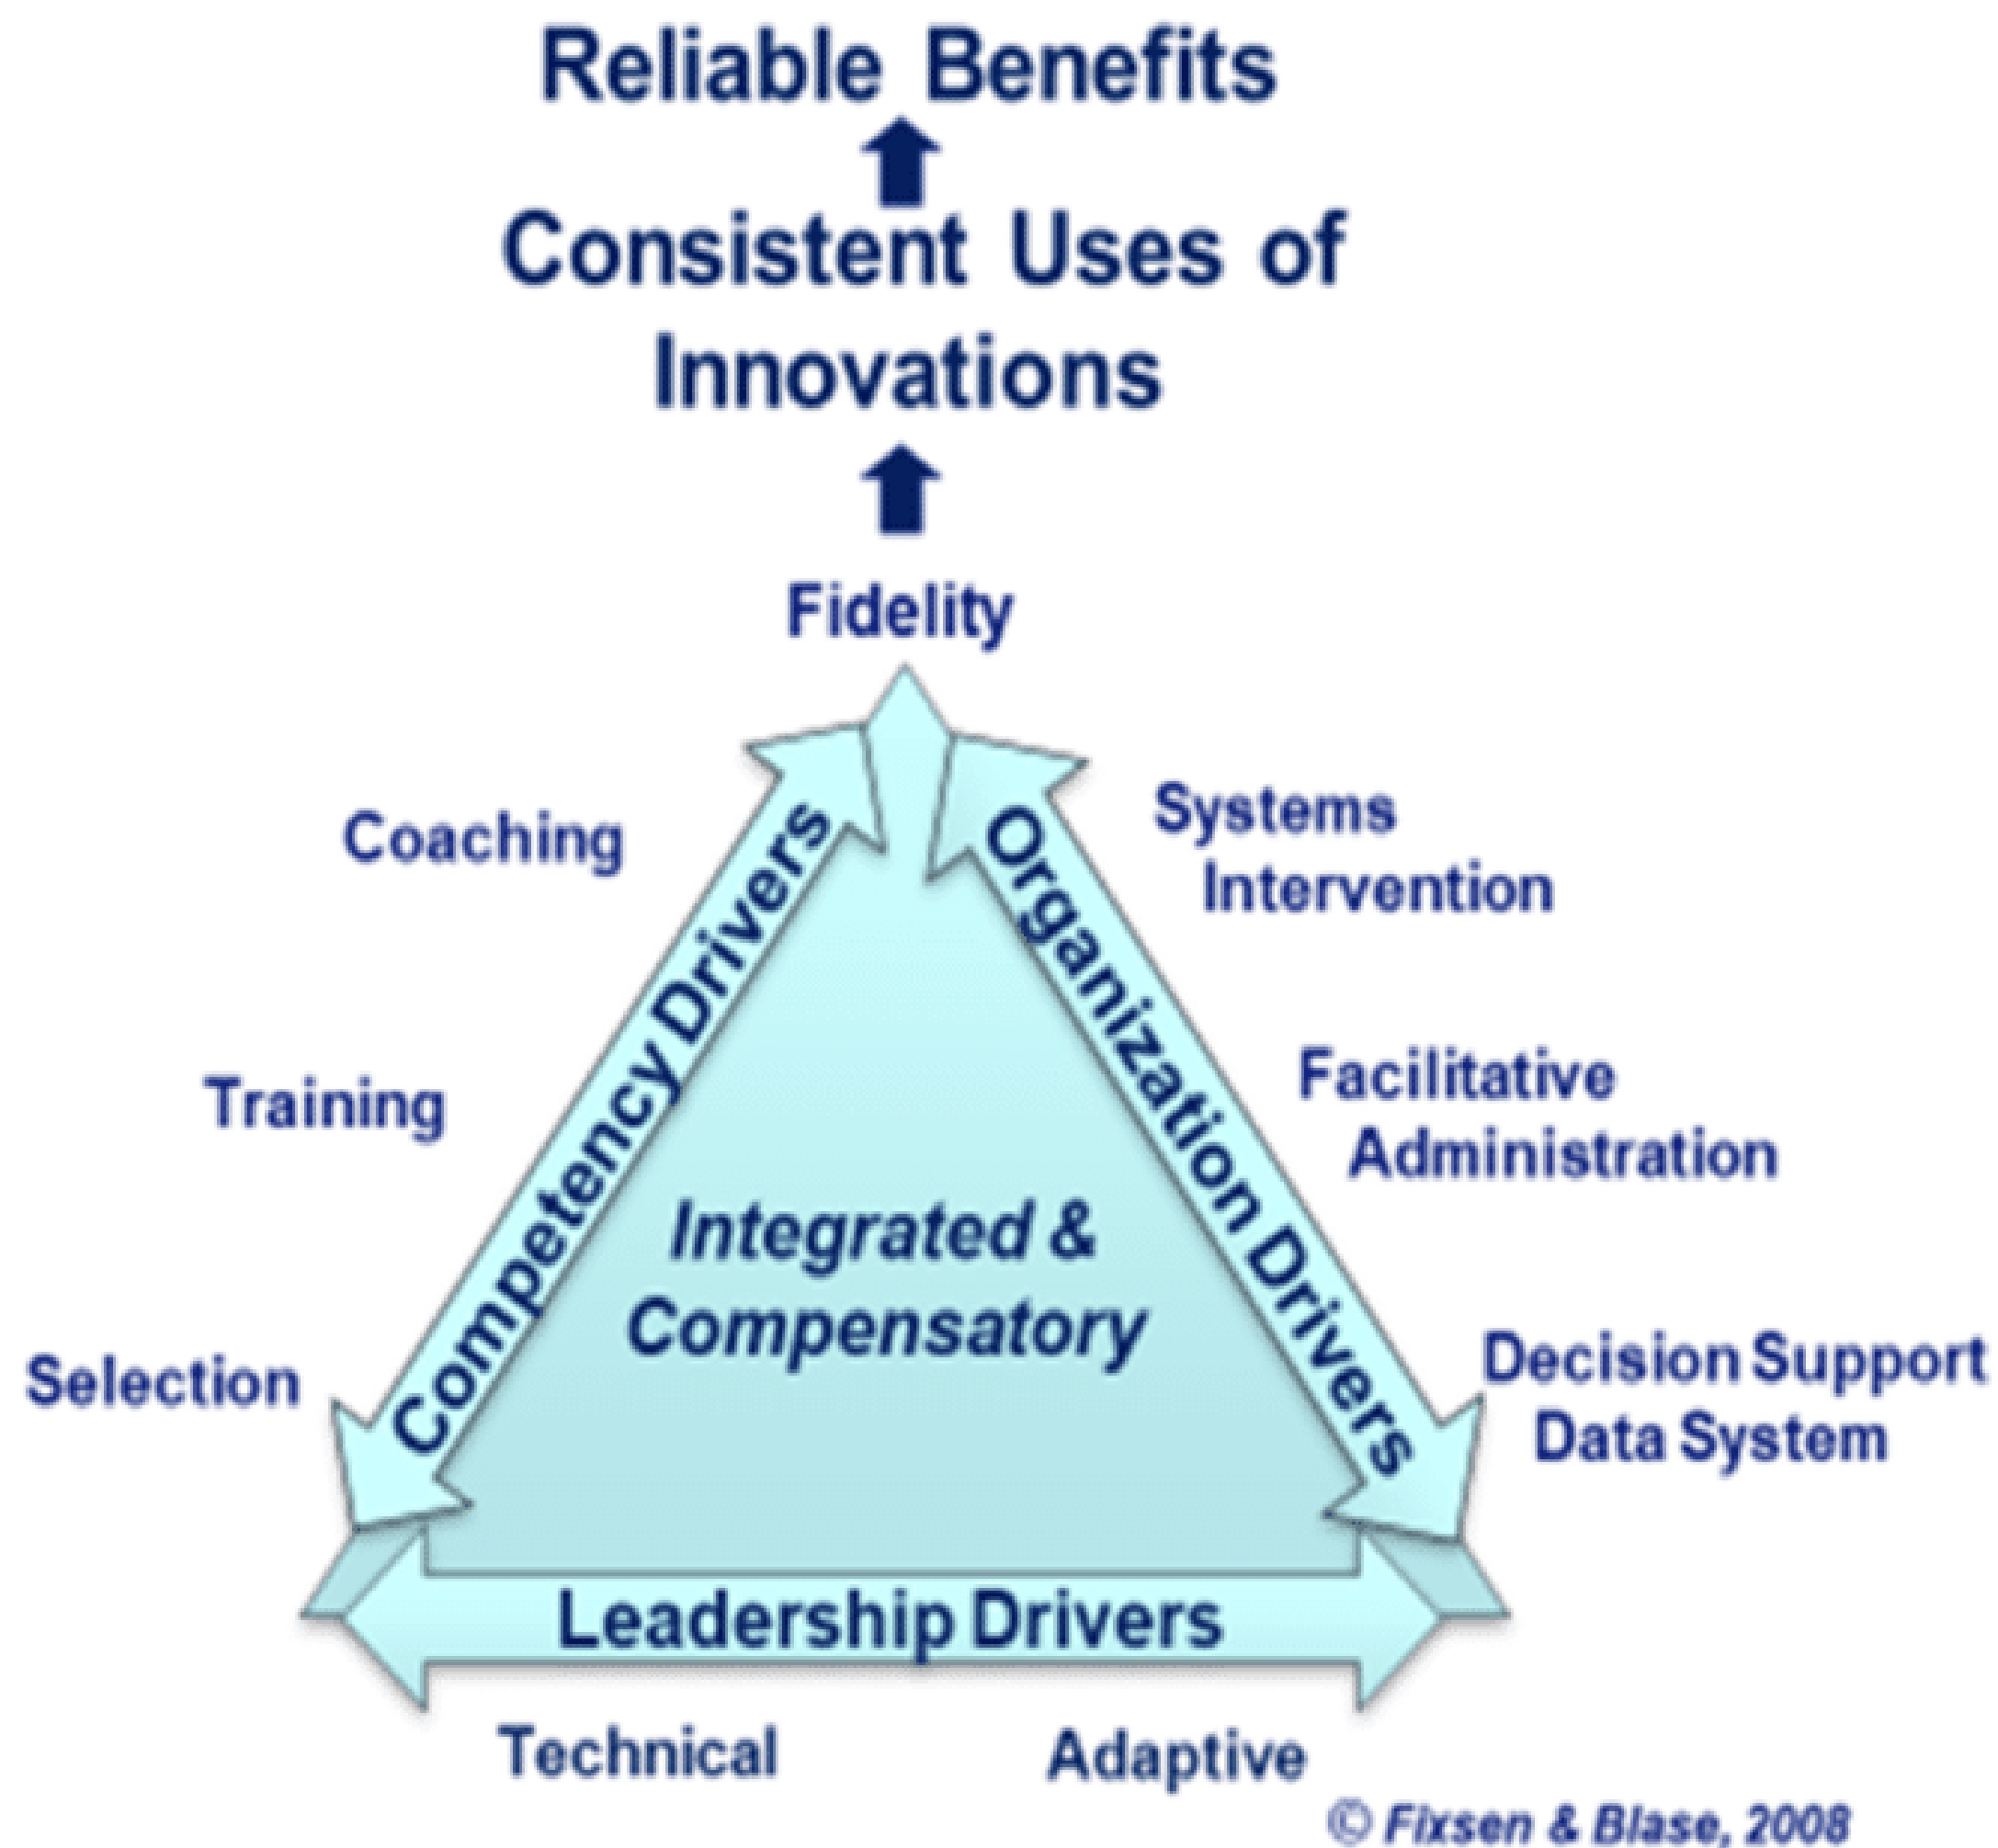 Reliable Benefits
Consistent Uses of
Innovations
Fidelity
Coaching
Training
Selection
Competency Drivers
Organization Drivers
Systems
Intervention
Facilitative
Administration
Decision Support
Data System
Integrated &
Compensatory
Leadership Drivers
Technical
Adaptive
© Fixsen & Blase, 2008